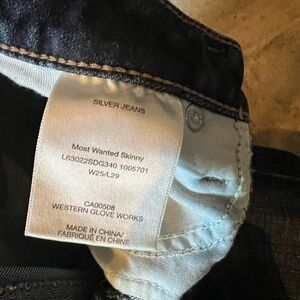 SILVER JEANS
Most Wanted Skinny
L63022SDG340 1005701
W25/L29
CA00508
WESTERN GLOVE WORKS
MADE IN CHINA/
FABRIQUÉ EN CHINE